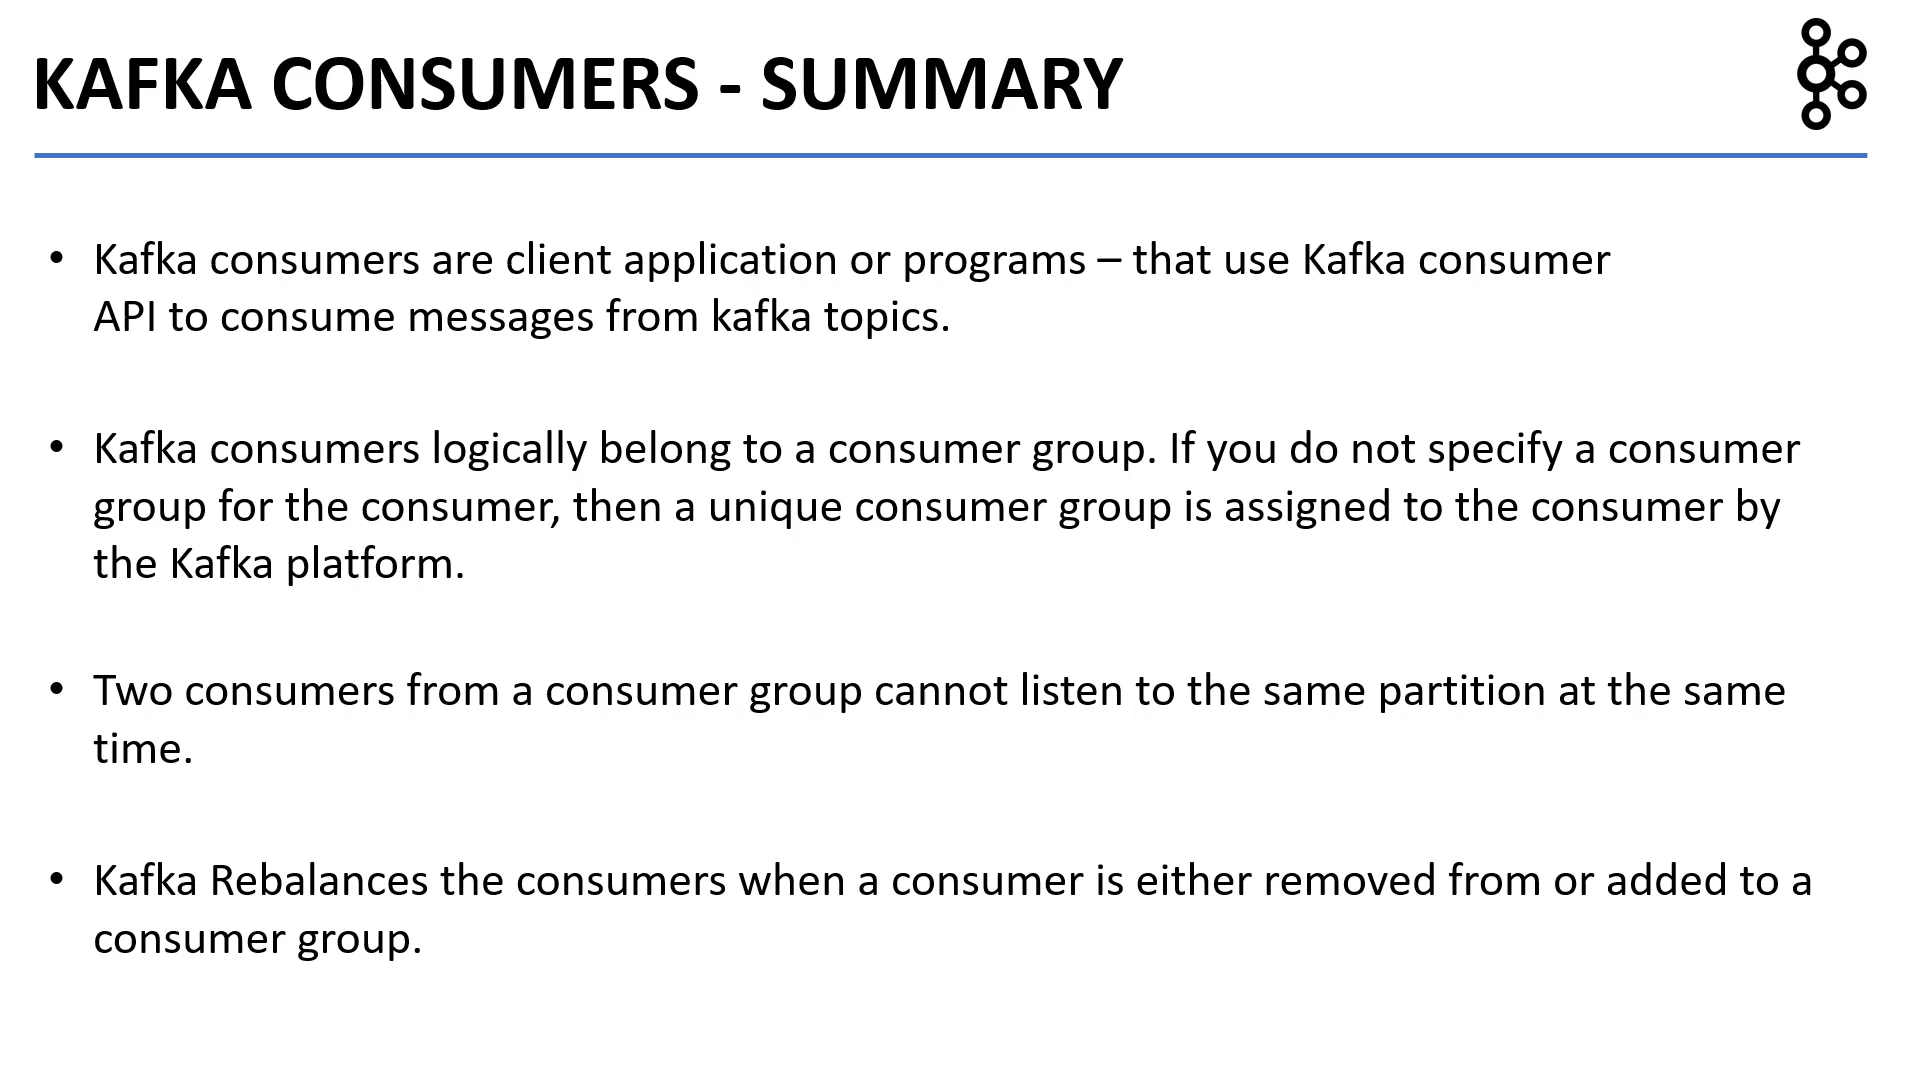 KAFKA CONSUMERS - SUMMARY
• Kafka consumers are client application or programs – that use Kafka consumer
API to consume messages from kafka topics.
• Kafka consumers logically belong to a consumer group. If you do not specify a consumer
group for the consumer, then a unique consumer group is assigned to the consumer by
the Kafka platform.
• Two consumers from a consumer group cannot listen to the same partition at the same
time.
• Kafka Rebalances the consumers when a consumer is either removed from or added to a
consumer group.